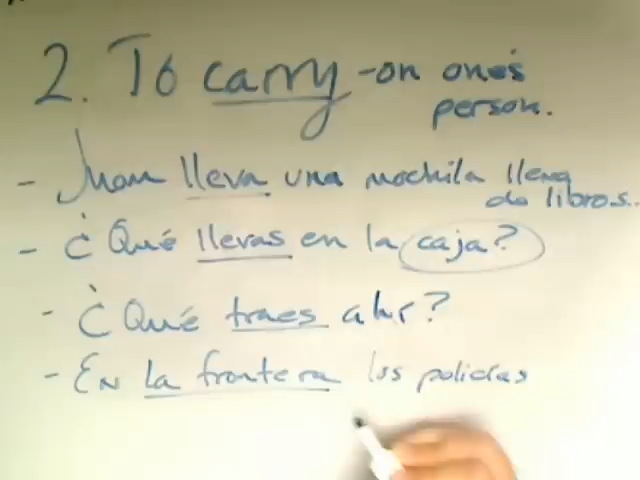 2. To carry -on one's
person.
- Juan lleva una mochila llena
de libros.
- ¿Qué llevas en la caja?
- ¿Qué traes ahí?
- En la frontera los policías